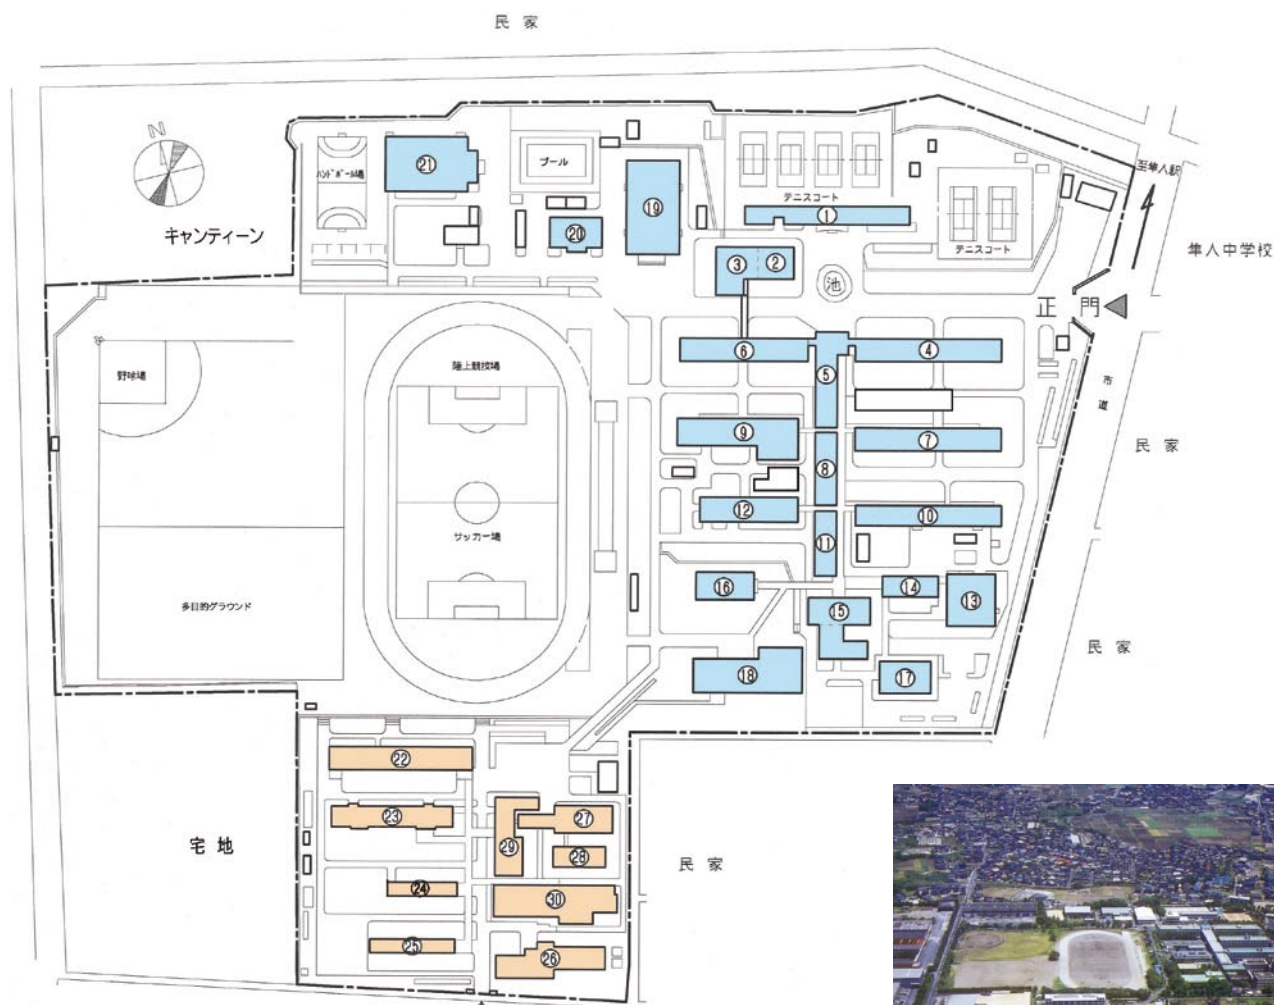 民家
N
ハンドボール場
㉑
プール
⑲
⑳
テニスコート
①
至隼人駅
キャンティーン
テニスコート
隼人中学校
③
②
池
正門
⑥
④
⑤
野球場
陸上競技場
市道
⑨
⑦
民家
⑧
⑫
⑩
サッカー場
⑪
多目的グラウンド
⑯
⑭
⑬
⑮
民家
⑱
⑰
㉒
㉓
㉗
宅地
㉙
㉘
民家
㉔
㉚
㉕
㉖